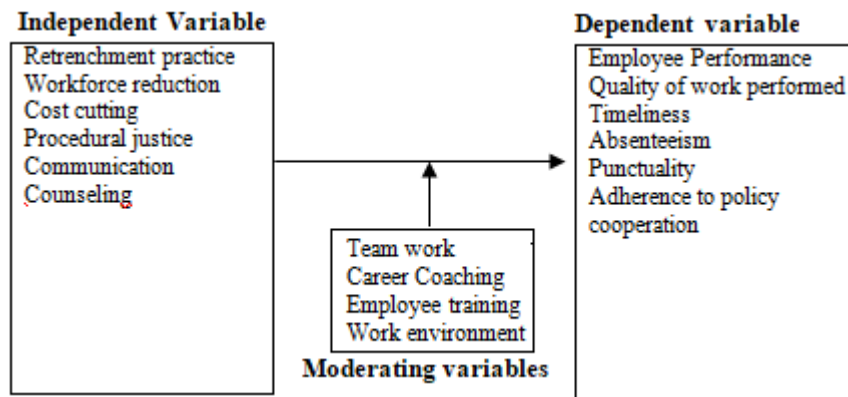 Independent Variable
Retrenchment practice
Workforce reduction
Cost cutting
Procedural justice
Communication
Counseling
Dependent variable
Employee Performance
Quality of work performed
Timeliness
Absenteeism
Punctuality
Adherence to policy
cooperation
Team work
Career Coaching
Employee training
Work environment
Moderating variables